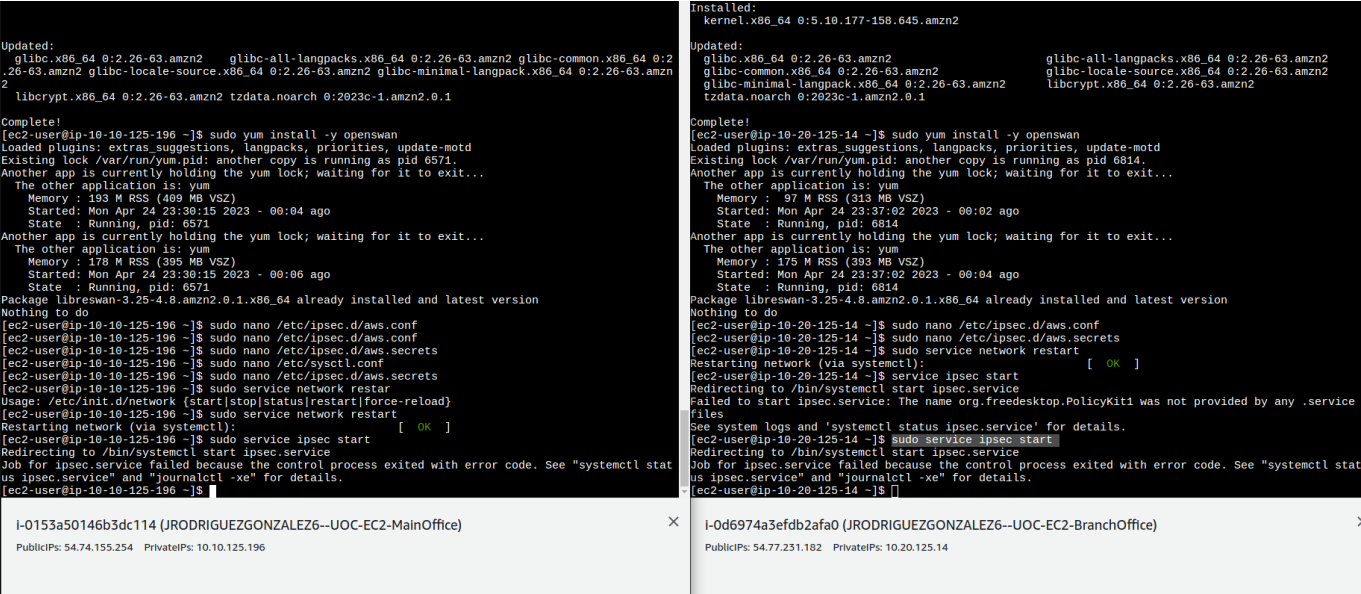 Updated:
  glibc.x86_64 0:2.26-63.amzn2    glibc-all-langpacks.x86_64 0:2.26-63.amzn2 glibc-common.x86_64 0:2
.26-63.amzn2 glibc-locale-source.x86_64 0:2.26-63.amzn2 glibc-minimal-langpack.x86_64 0:2.26-63.amzn
2
  libcrypt.x86_64 0:2.26-63.amzn2 tzdata.noarch 0:2023c-1.amzn2.0.1
Complete!
[ec2-user@ip-10-10-125-196 ~]$ sudo yum install -y openswan
Loaded plugins: extras_suggestions, langpacks, priorities, update-motd
Existing lock /var/run/yum.pid: another copy is running as pid 6571.
Another app is currently holding the yum lock; waiting for it to exit...
  The other application is: yum
    Memory : 193 M RSS (409 MB VSZ)
    Started: Mon Apr 24 23:30:15 2023 - 00:04 ago
    State  : Running, pid: 6571
Another app is currently holding the yum lock; waiting for it to exit...
  The other application is: yum
    Memory : 178 M RSS (395 MB VSZ)
    Started: Mon Apr 24 23:30:15 2023 - 00:06 ago
    State  : Running, pid: 6571
Package libreswan-3.25-4.8.amzn2.0.1.x86_64 already installed and latest version
Nothing to do
[ec2-user@ip-10-10-125-196 ~]$ sudo nano /etc/ipsec.d/aws.conf
[ec2-user@ip-10-10-125-196 ~]$ sudo nano /etc/ipsec.d/aws.conf
[ec2-user@ip-10-10-125-196 ~]$ sudo nano /etc/ipsec.d/aws.secrets
[ec2-user@ip-10-10-125-196 ~]$ sudo nano /etc/sysctl.conf
[ec2-user@ip-10-10-125-196 ~]$ sudo nano /etc/ipsec.d/aws.secrets
[ec2-user@ip-10-10-125-196 ~]$ sudo service network restar
Usage: /etc/init.d/network {start|stop|status|restart|force-reload}
[ec2-user@ip-10-10-125-196 ~]$ sudo service network restart
Restarting network (via systemctl):                         [  OK  ]
[ec2-user@ip-10-10-125-196 ~]$ sudo service ipsec start
Redirecting to /bin/systemctl start ipsec.service
Job for ipsec.service failed because the control process exited with error code. See "systemctl stat
us ipsec.service" and "journalctl -xe" for details.
[ec2-user@ip-10-10-125-196 ~]$
i-0153a50146b3dc114 (JRODRIGUEZGONZALEZ6--UOC-EC2-MainOffice)
PublicIPs: 54.74.155.254    PrivateIPs: 10.10.125.196
Installed:
  kernel.x86_64 0:5.10.177-158.645.amzn2
Updated:
  glibc.x86_64 0:2.26-63.amzn2                        glibc-all-langpacks.x86_64 0:2.26-63.amzn2
  glibc-common.x86_64 0:2.26-63.amzn2                 glibc-locale-source.x86_64 0:2.26-63.amzn2
  glibc-minimal-langpack.x86_64 0:2.26-63.amzn2       libcrypt.x86_64 0:2.26-63.amzn2
  tzdata.noarch 0:2023c-1.amzn2.0.1
Complete!
[ec2-user@ip-10-20-125-14 ~]$ sudo yum install -y openswan
Loaded plugins: extras_suggestions, langpacks, priorities, update-motd
Existing lock /var/run/yum.pid: another copy is running as pid 6814.
Another app is currently holding the yum lock; waiting for it to exit...
  The other application is: yum
    Memory :  97 M RSS (313 MB VSZ)
    Started: Mon Apr 24 23:37:02 2023 - 00:02 ago
    State  : Running, pid: 6814
Another app is currently holding the yum lock; waiting for it to exit...
  The other application is: yum
    Memory : 175 M RSS (393 MB VSZ)
    Started: Mon Apr 24 23:37:02 2023 - 00:04 ago
    State  : Running, pid: 6814
Package libreswan-3.25-4.8.amzn2.0.1.x86_64 already installed and latest version
Nothing to do
[ec2-user@ip-10-20-125-14 ~]$ sudo nano /etc/ipsec.d/aws.conf
[ec2-user@ip-10-20-125-14 ~]$ sudo nano /etc/ipsec.d/aws.secrets
[ec2-user@ip-10-20-125-14 ~]$ sudo service network restart
Restarting network (via systemctl):                         [  OK  ]
[ec2-user@ip-10-20-125-14 ~]$ service ipsec start
Redirecting to /bin/systemctl start ipsec.service
Failed to start ipsec.service: The name org.freedesktop.PolicyKit1 was not provided by any .service
files
See system logs and 'systemctl status ipsec.service' for details.
[ec2-user@ip-10-20-125-14 ~]$ sudo service ipsec start
Redirecting to /bin/systemctl start ipsec.service
Job for ipsec.service failed because the control process exited with error code. See "systemctl stat
us ipsec.service" and "journalctl -xe" for details.
[ec2-user@ip-10-20-125-14 ~]$
i-0d6974a3efdb2afa0 (JRODRIGUEZGONZALEZ6--UOC-EC2-BranchOffice)
PublicIPs: 54.77.231.182    PrivateIPs: 10.20.125.14